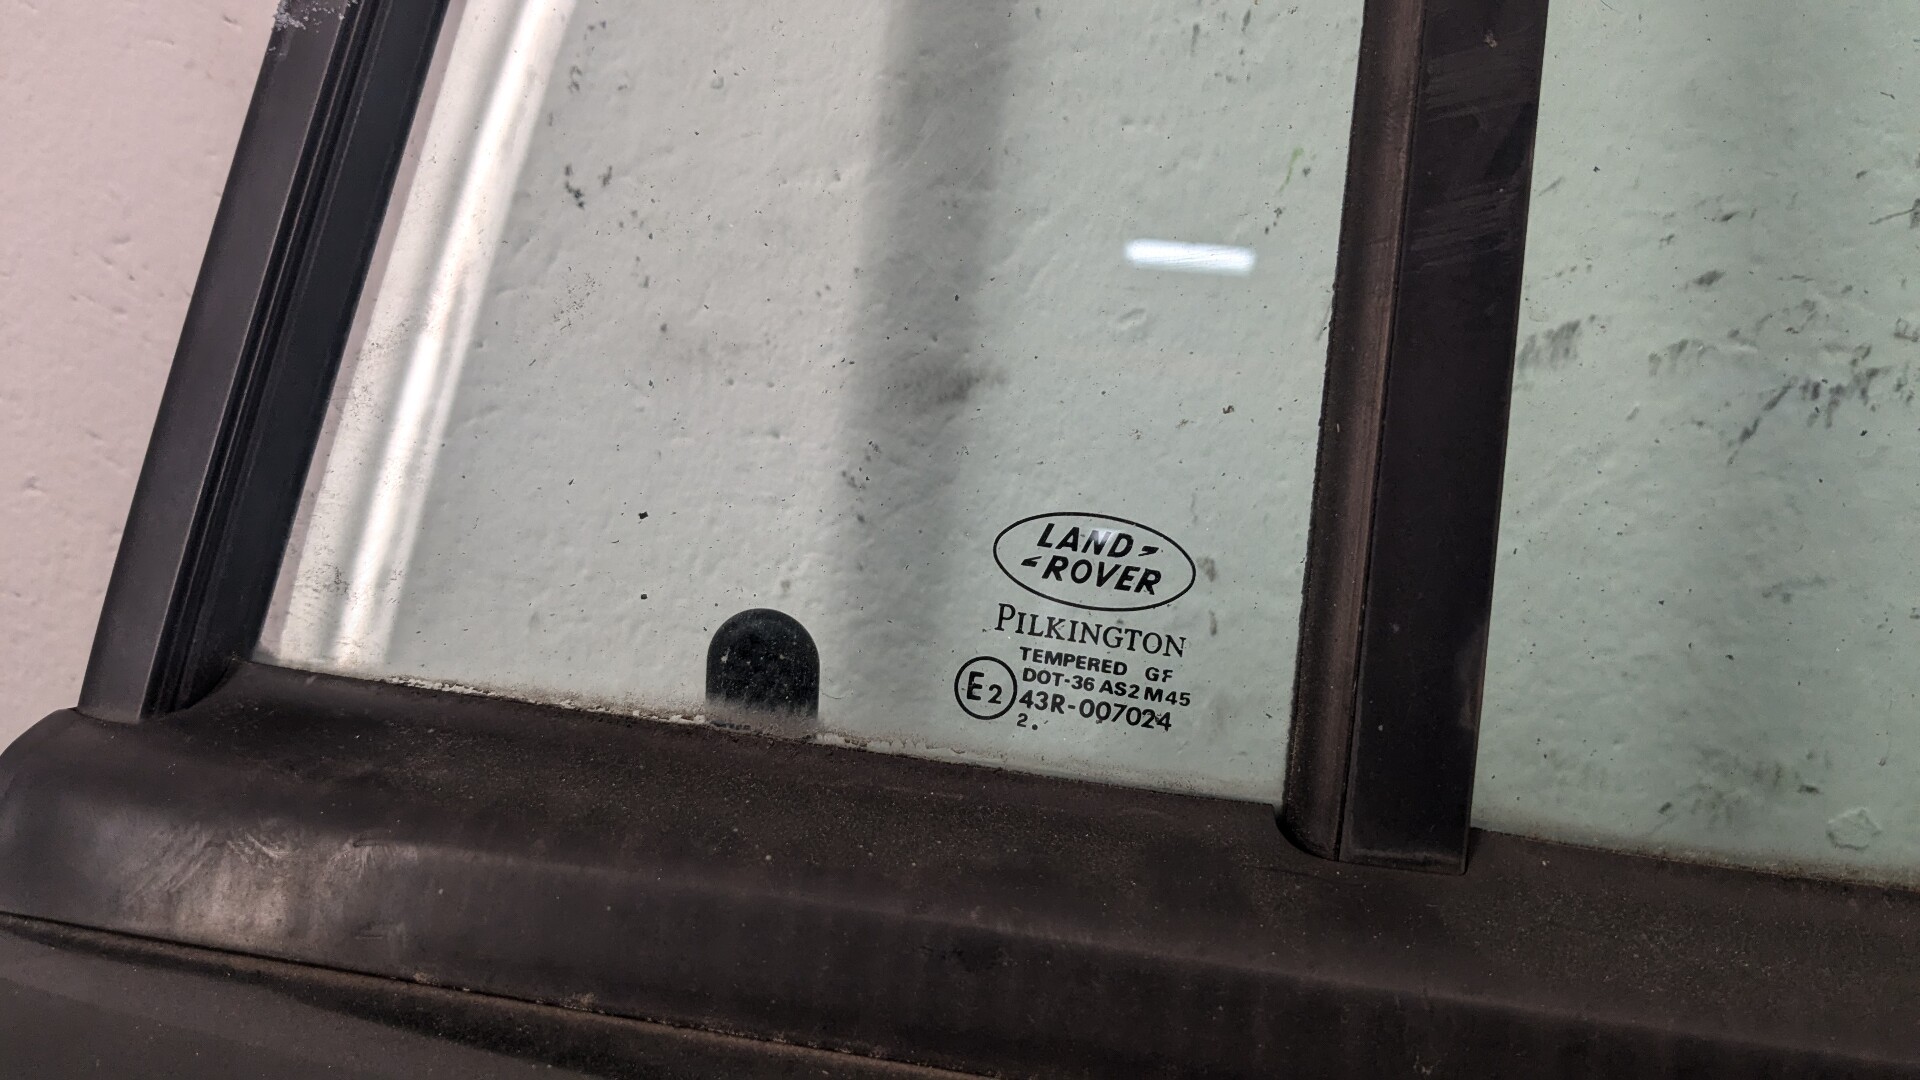 LAND
ROVER
PILKINGTON
TEMPERED GF
DOT-36 AS2 M45
E2 43R-007024
2.